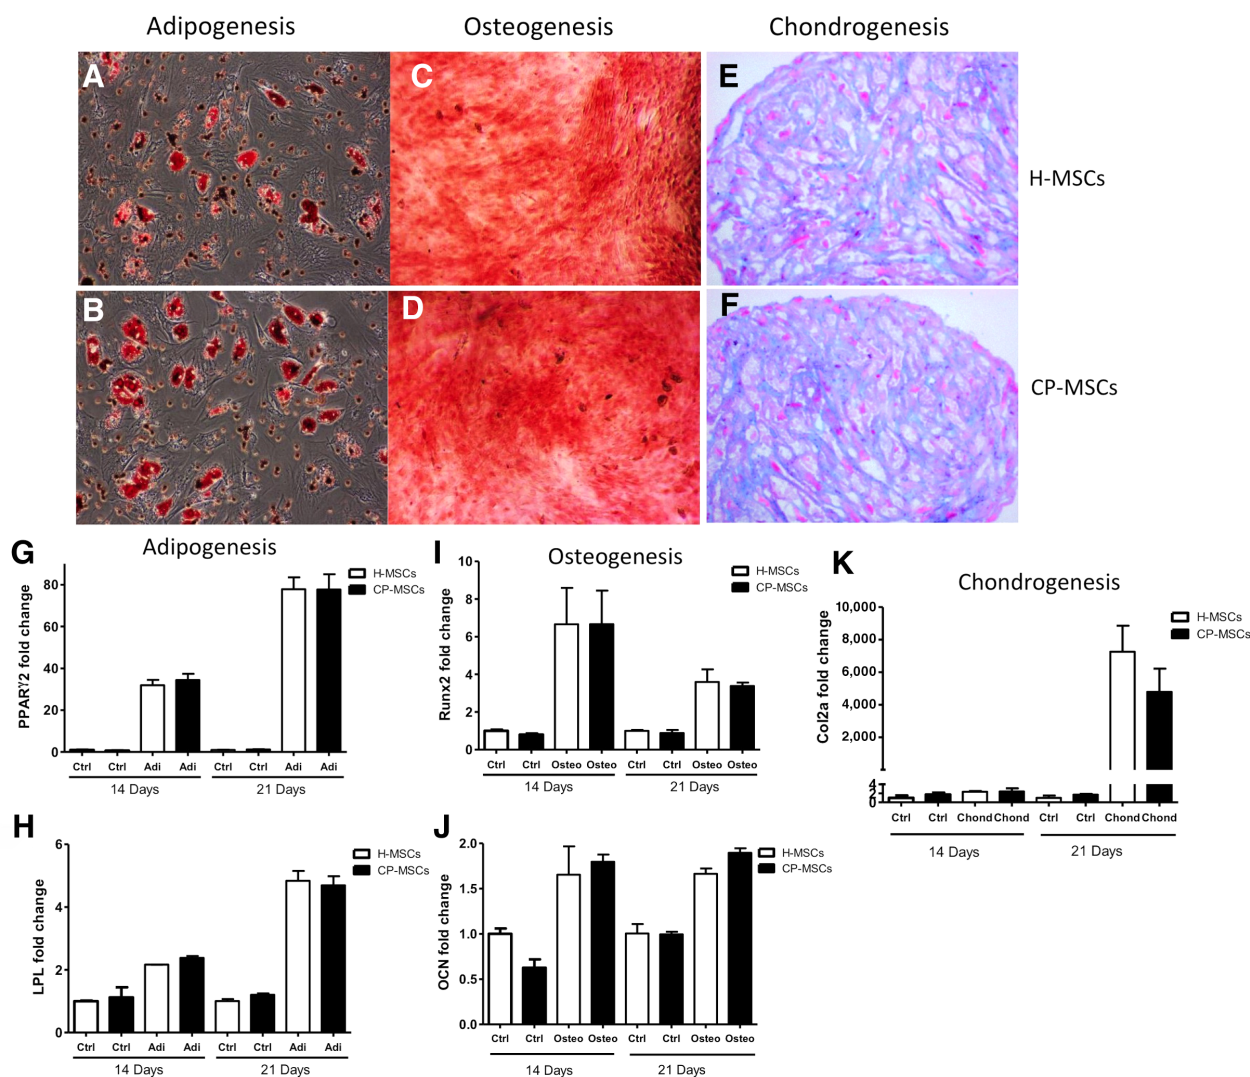 Adipogenesis Osteogenesis Chondrogenesis
A C E
H-MSCs
B D F
CP-MSCs
G Adipogenesis
PPARγ2 fold change
80
60
40
20
0
H-MSCs
CP-MSCs
Ctrl Ctrl Adi Adi Ctrl Ctrl Adi Adi
14 Days 21 Days
I Osteogenesis
Runx2 fold change
10
8
6
4
2
0
H-MSCs
CP-MSCs
Ctrl Ctrl Osteo Osteo Ctrl Ctrl Osteo Osteo
14 Days 21 Days
K Chondrogenesis
Col2a fold change
10,000
8,000
6,000
4,000
2,000
4
2
0
H-MSCs
CP-MSCs
Ctrl Ctrl Chond Chond Ctrl Ctrl Chond Chond
14 Days 21 Days
H
LPL fold change
6
4
2
0
H-MSCs
CP-MSCs
Ctrl Ctrl Adi Adi Ctrl Ctrl Adi Adi
14 Days 21 Days
J
OCN fold change
2.0
1.5
1.0
0.5
0.0
H-MSCs
CP-MSCs
Ctrl Ctrl Osteo Osteo Ctrl Ctrl Osteo Osteo
14 Days 21 Days